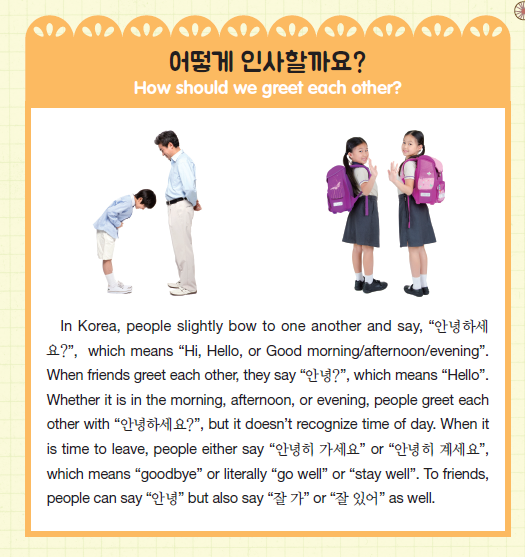 어떻게 인사할까요?
How should we greet each other?
In Korea, people slightly bow to one another and say, “안녕하세
요?”, which means “Hi, Hello, or Good morning/afternoon/evening”.
When friends greet each other, they say “안녕?”, which means “Hello”.
Whether it is in the morning, afternoon, or evening, people greet each
other with “안녕하세요?”, but it doesn’t recognize time of day. When it
is time to leave, people either say “안녕히 가세요” or “안녕히 계세요”,
which means “goodbye” or literally “go well” or “stay well”. To friends,
people can say “안녕” but also say “잘 가” or “잘 있어” as well.